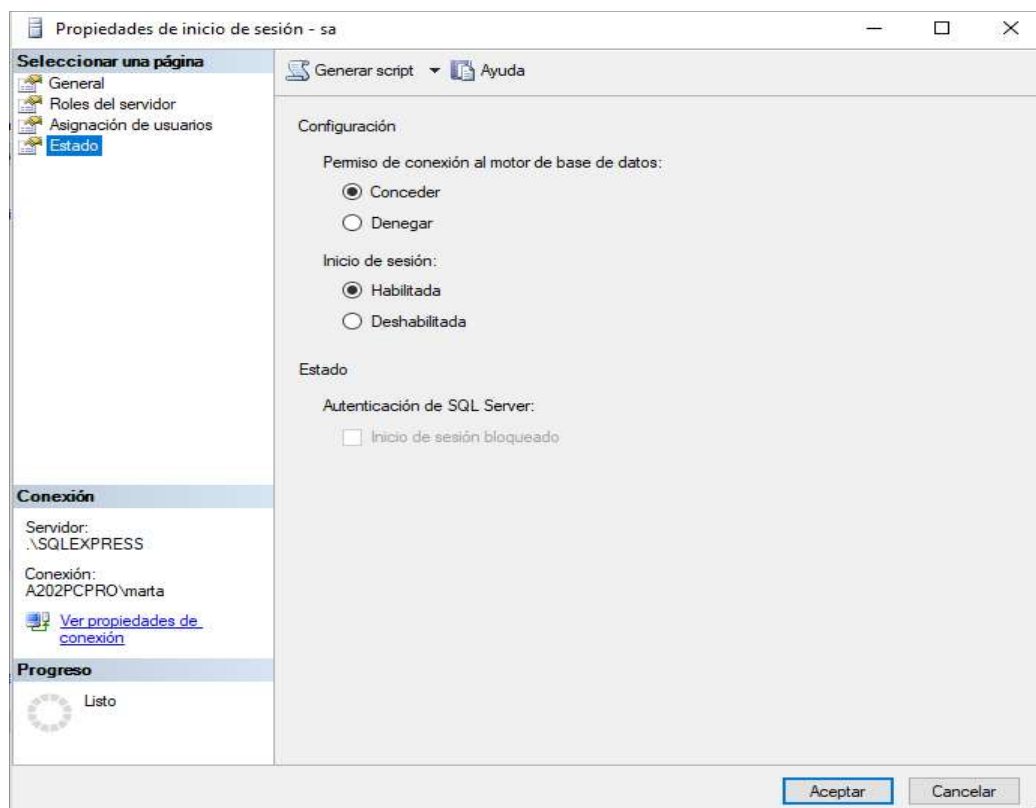 Propiedades de inicio de sesión - sa
Seleccionar una página
General
Roles del servidor
Asignación de usuarios
Estado
Generar script
Ayuda
Configuración
Permiso de conexión al motor de base de datos:
Conceder
Denegar
Inicio de sesión:
Habilitada
Deshabilitada
Estado
Autenticación de SQL Server:
Inicio de sesión bloqueado
Conexión
Servidor:
.\SQLEXPRESS
Conexión:
A202PCPRO\marta
Ver propiedades de
conexión
Progreso
Listo
Aceptar
Cancelar